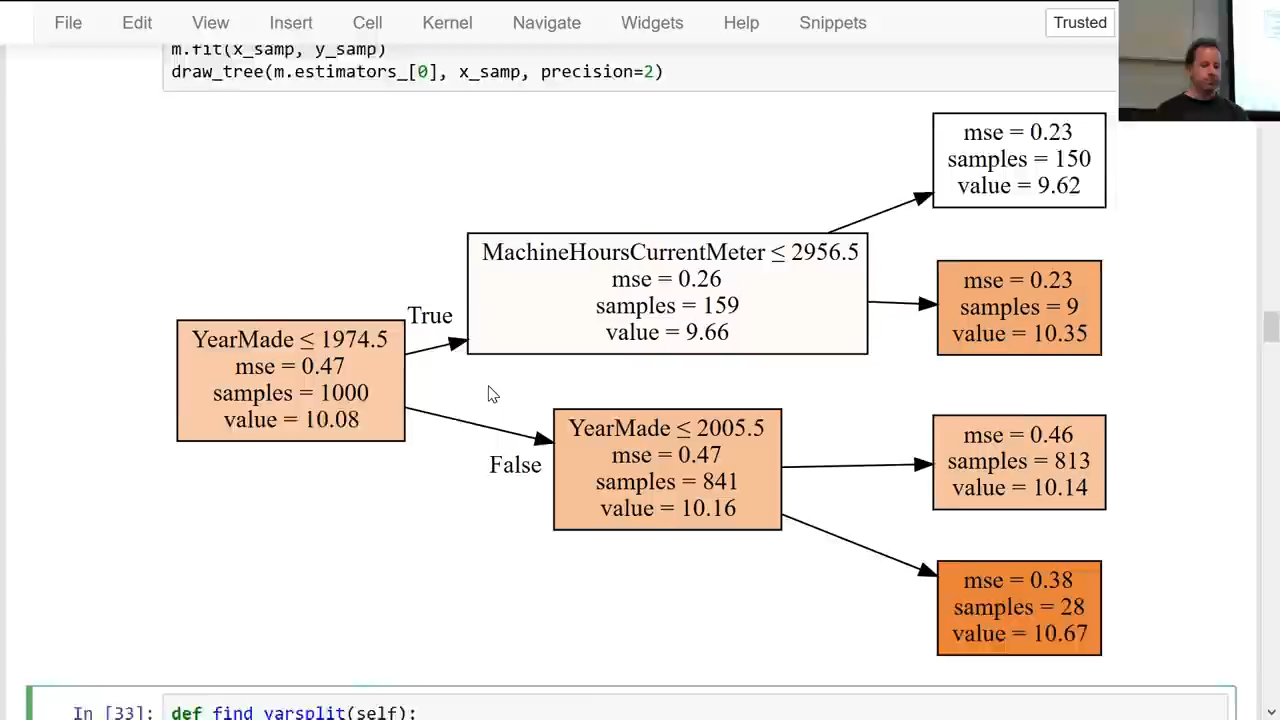 File Edit View Insert Cell Kernel Navigate Widgets Help Snippets Trusted
m.fit(x_samp, y_samp)
draw_tree(m.estimators_[0], x_samp, precision=2)
mse = 0.23
samples = 150
value = 9.62
MachineHoursCurrentMeter ≤ 2956.5
mse = 0.26
samples = 159
value = 9.66
mse = 0.23
samples = 9
value = 10.35
True
YearMade ≤ 1974.5
mse = 0.47
samples = 1000
value = 10.08
False
YearMade ≤ 2005.5
mse = 0.47
samples = 841
value = 10.16
mse = 0.46
samples = 813
value = 10.14
mse = 0.38
samples = 28
value = 10.67
In [33]: def find_varsplit(self):